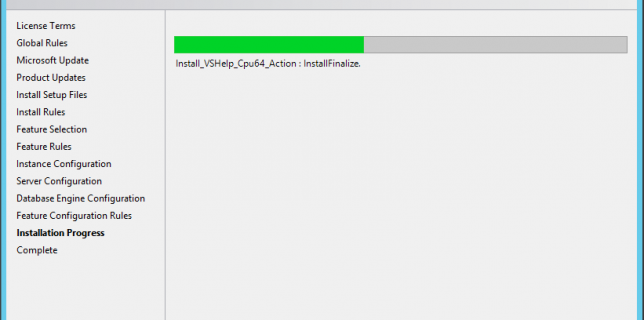 License Terms
Global Rules
Microsoft Update
Product Updates
Install Setup Files
Install Rules
Feature Selection
Feature Rules
Instance Configuration
Server Configuration
Database Engine Configuration
Feature Configuration Rules
Installation Progress
Complete
Install_VSHelp_Cpu64_Action : InstallFinalize.